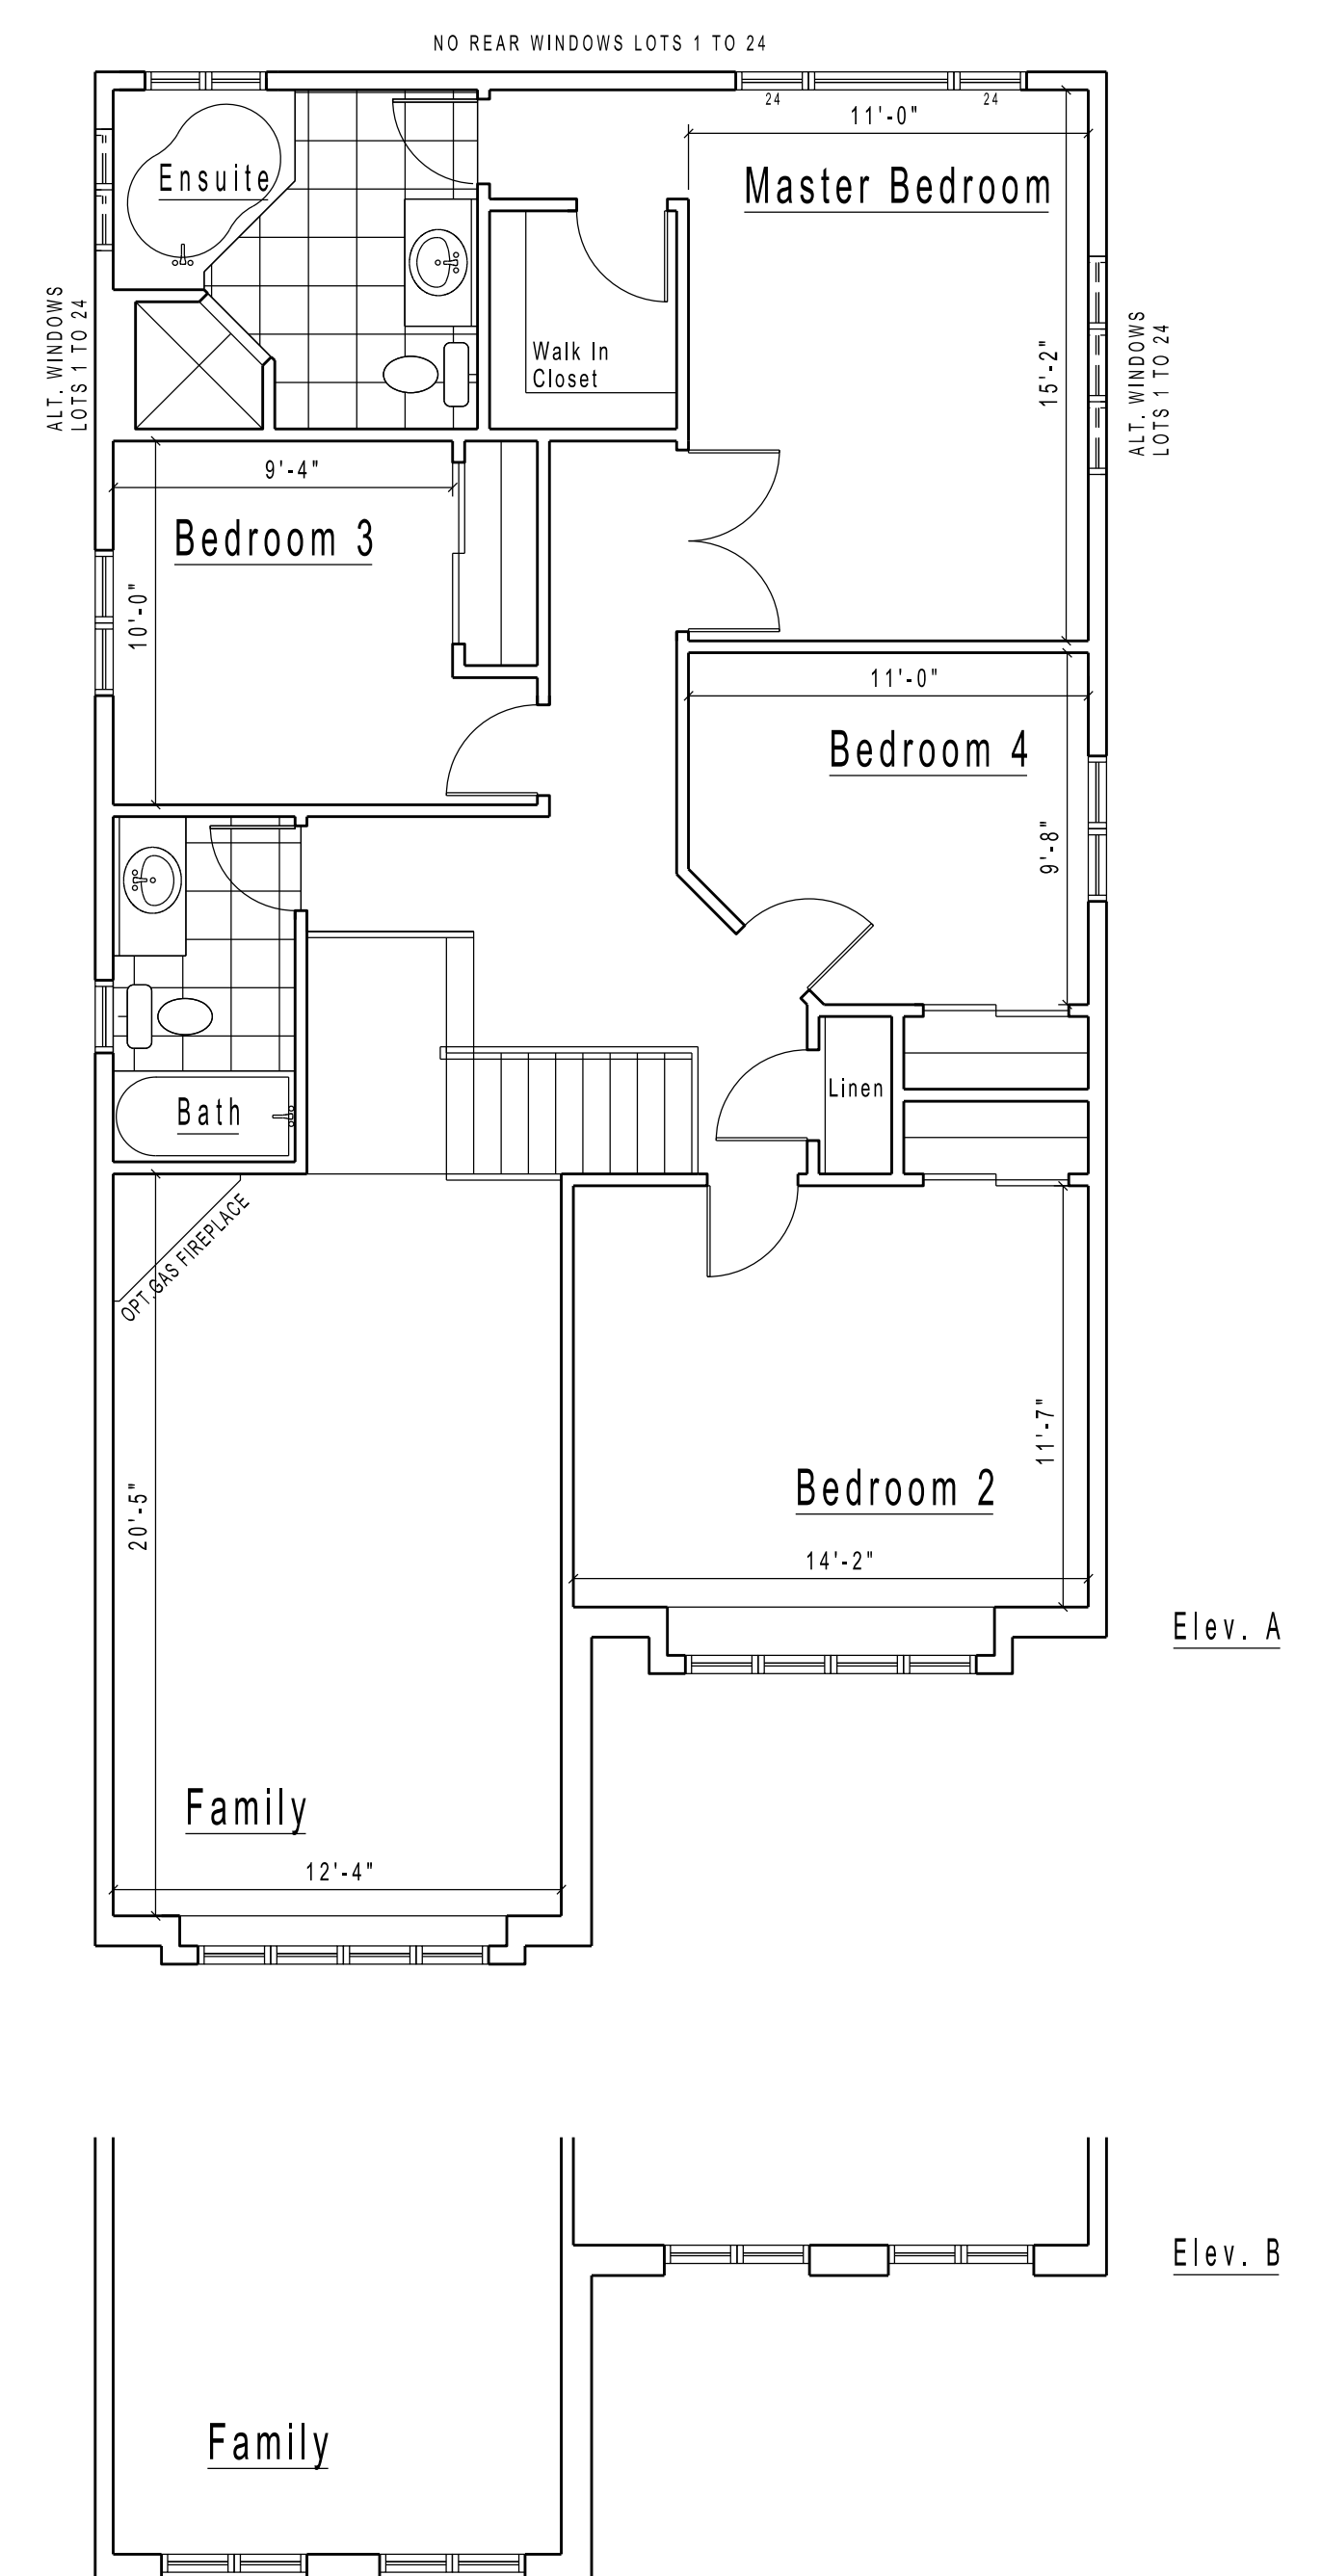 NO REAR WINDOWS LOTS 1 TO 24
24
24
11'-0"
Ensuite
Master Bedroom
ALT. WINDOWS
LOTS 1 TO 24
Walk In
Closet
15'-2"
ALT. WINDOWS
LOTS 1 TO 24
9'-4"
Bedroom 3
10'-0"
11'-0"
Bedroom 4
9'-8"
Linen
Bath
OPT. GAS FIREPLACE
11'-7"
Bedroom 2
20'-5"
14'-2"
Elev. A
Family
12'-4"
Elev. B
Family